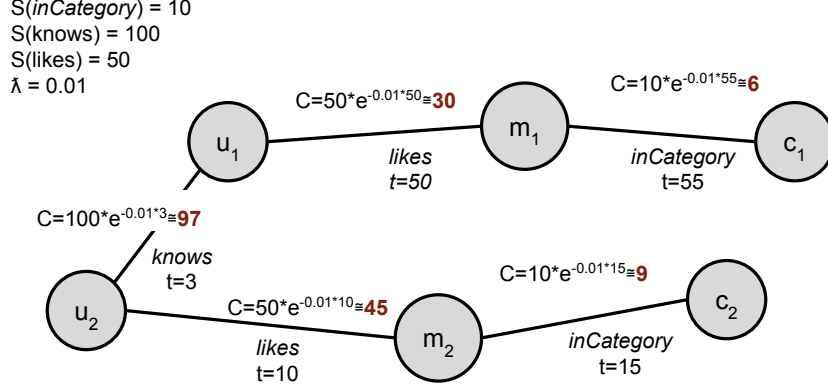 S(inCategory) = 10
S(knows) = 100
S(likes) = 50
ƛ = 0.01
C=50*e-0.01*50≅30
C=10*e-0.01*55≅6
u1
m1
c1
likes
t=50
inCategory
t=55
C=100*e-0.01*3≅97
knows
t=3
C=10*e-0.01*15≅9
u2
C=50*e-0.01*10≅45
m2
c2
likes
t=10
inCategory
t=15